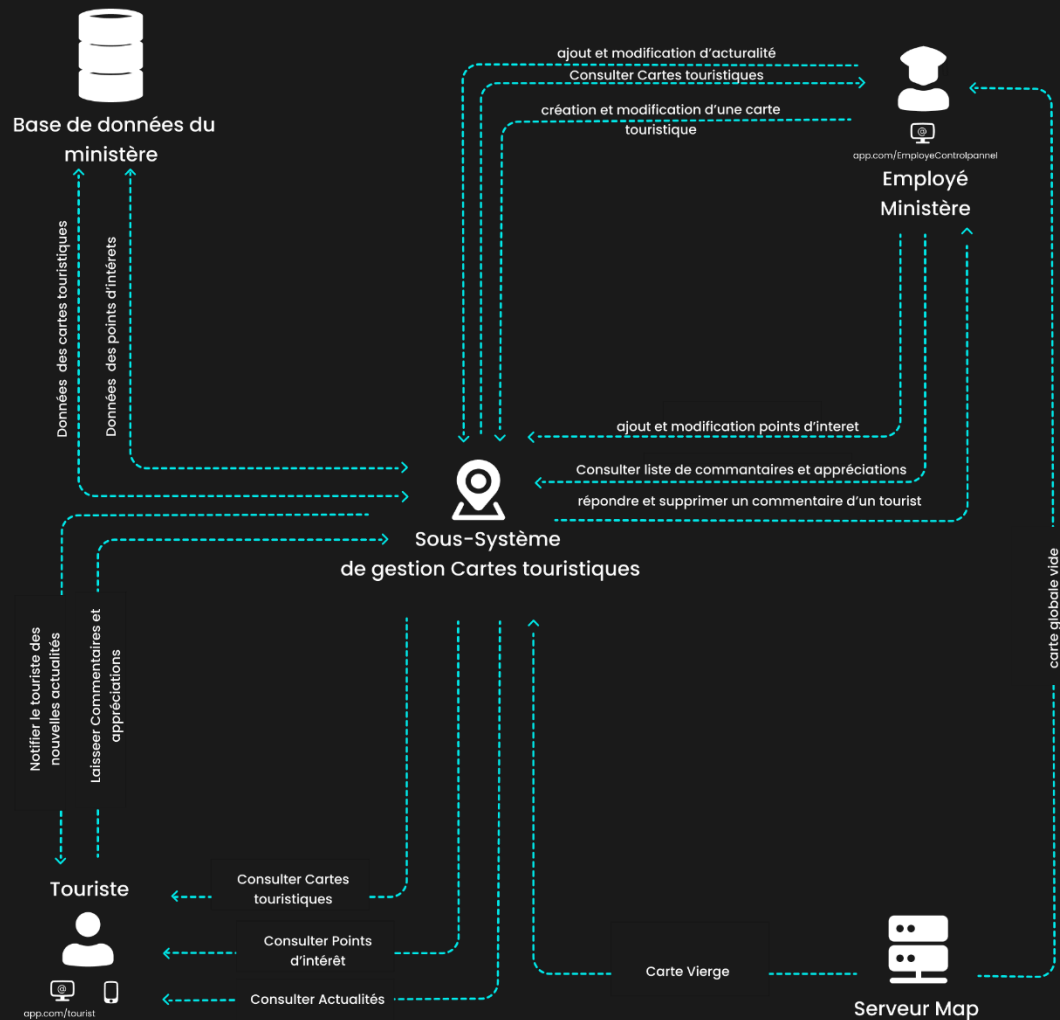 ajout et modification d'acturalité
Consulter Cartes touristiques
création et modification d'une carte
touristique
Base de données du
ministère
@
app.com/EmployeControlpannel
Employé
Ministère
Données des cartes touristiques
Données des points d'intérets
ajout et modification points d'interet
Consulter liste de commantaires et appréciations
répondre et supprimer un commentaire d'un tourist
Sous-Système
de gestion Cartes touristiques
carte globale vide
Notifier le touriste des
nouvelles actualités
Laisseer Commentaires et
appréciations
Touriste
Consulter Cartes
touristiques
Consulter Points
d'intérêt
Carte Vierge
@
Consulter Actualités
app.com/tourist
Serveur Map